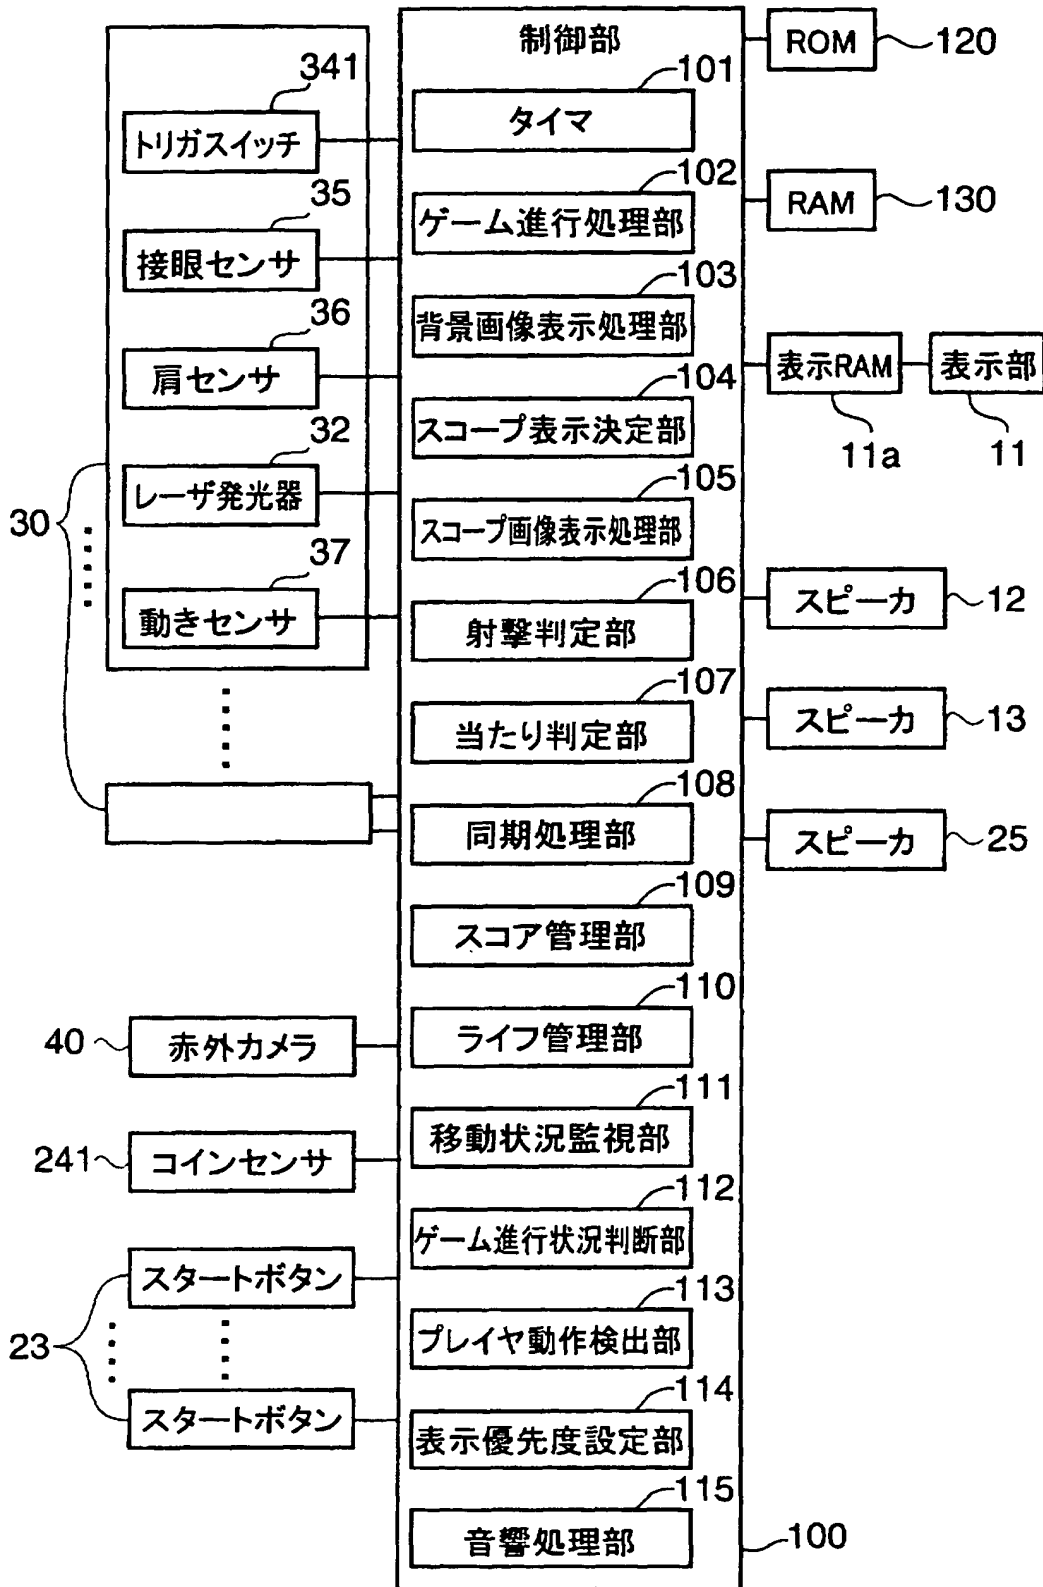 341
トリガスイッチ
35
接眼センサ
36
肩センサ
32
レーザ発光器
30
37
動きセンサ
40
赤外カメラ
241
コインセンサ
スタートボタン
23
スタートボタン
制御部
101
タイマ
102
ゲーム進行処理部
103
背景画像表示処理部
104
スコープ表示決定部
105
スコープ画像表示処理部
106
射撃判定部
107
当たり判定部
108
同期処理部
109
スコア管理部
110
ライフ管理部
111
移動状況監視部
112
ゲーム進行状況判断部
113
プレイヤ動作検出部
114
表示優先度設定部
115
音響処理部
100
ROM 120
RAM 130
表示RAM 表示部
11a 11
スピーカ 12
スピーカ 13
スピーカ 25